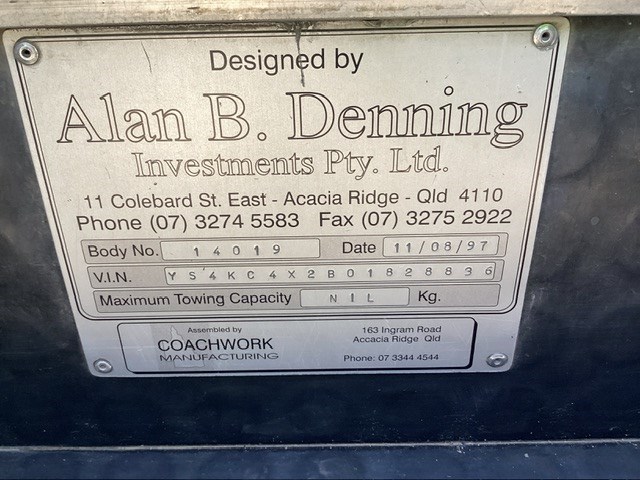 Designed by
Alan B. Denning
Investments Pty. Ltd.
11 Colebard St. East - Acacia Ridge - Qld 4110
Phone (07) 3274 5583 Fax (07) 3275 2922
Body No. 14019 Date 11/08/97
V.I.N. YS4KC4X2B01828836
Maximum Towing Capacity NIL Kg.
Assembled by
COACHWORK
MANUFACTURING
163 Ingram Road
Accacia Ridge Qld
Phone: 07 3344 4544